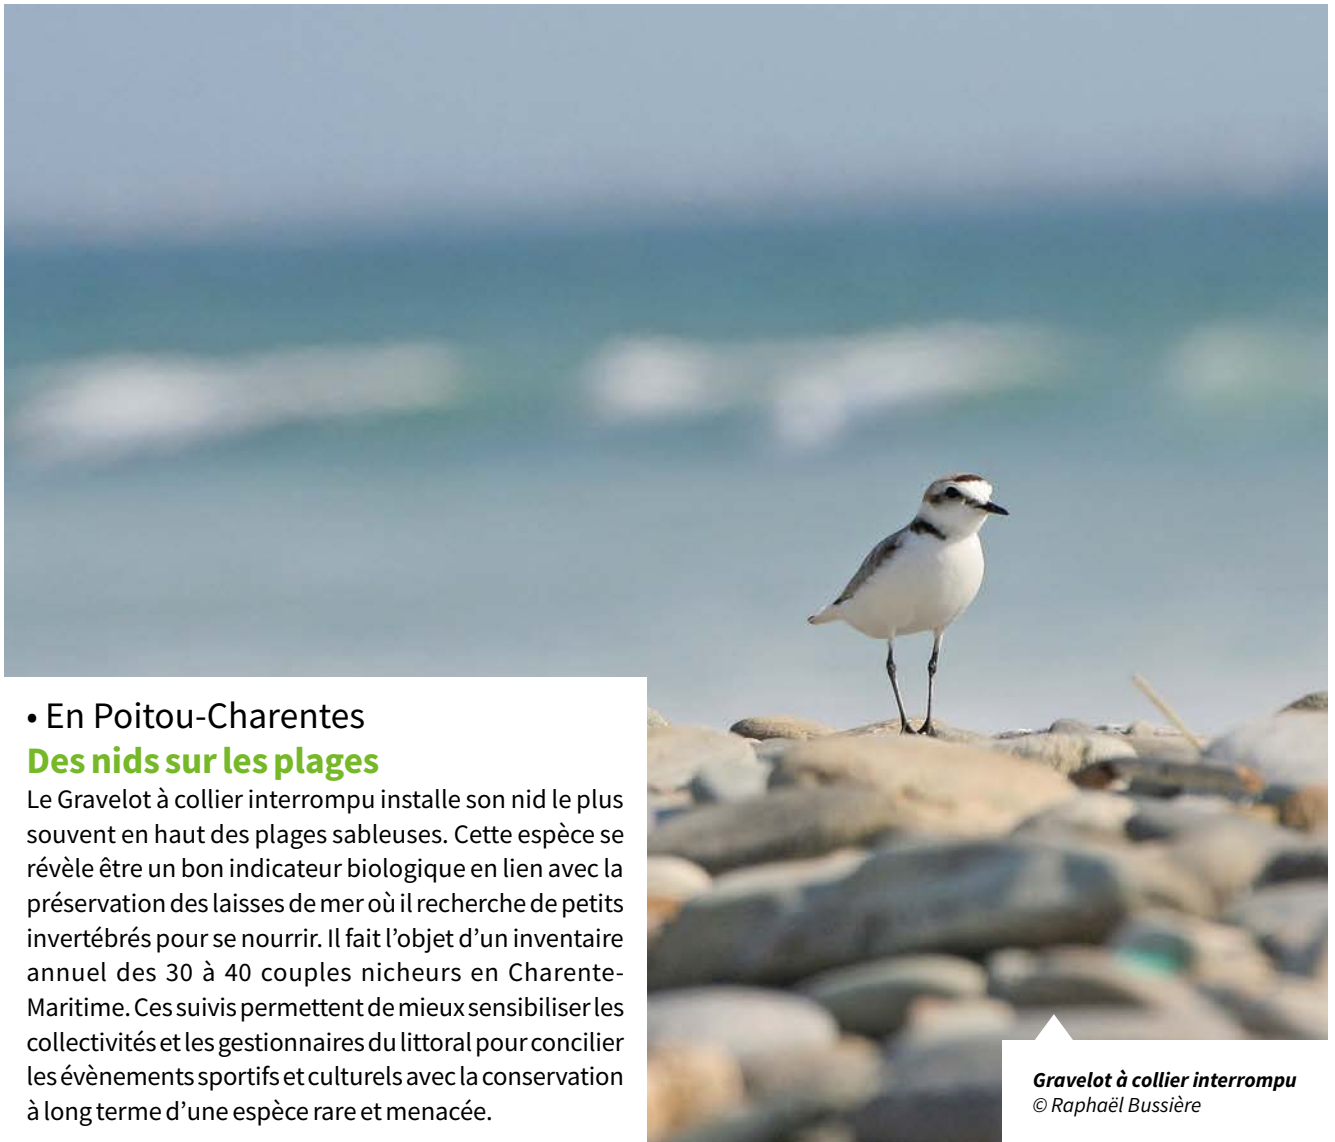 • En Poitou-Charentes
Des nids sur les plages
Le Gravelot à collier interrompu installe son nid le plus
souvent en haut des plages sableuses. Cette espèce se
révèle être un bon indicateur biologique en lien avec la
préservation des laisses de mer où il recherche de petits
invertébrés pour se nourrir. Il fait l’objet d’un inventaire
annuel des 30 à 40 couples nicheurs en Charente-
Maritime. Ces suivis permettent de mieux sensibiliser les
collectivités et les gestionnaires du littoral pour concilier
les évènements sportifs et culturels avec la conservation
à long terme d’une espèce rare et menacée.
Gravelot à collier interrompu
© Raphaël Bussière